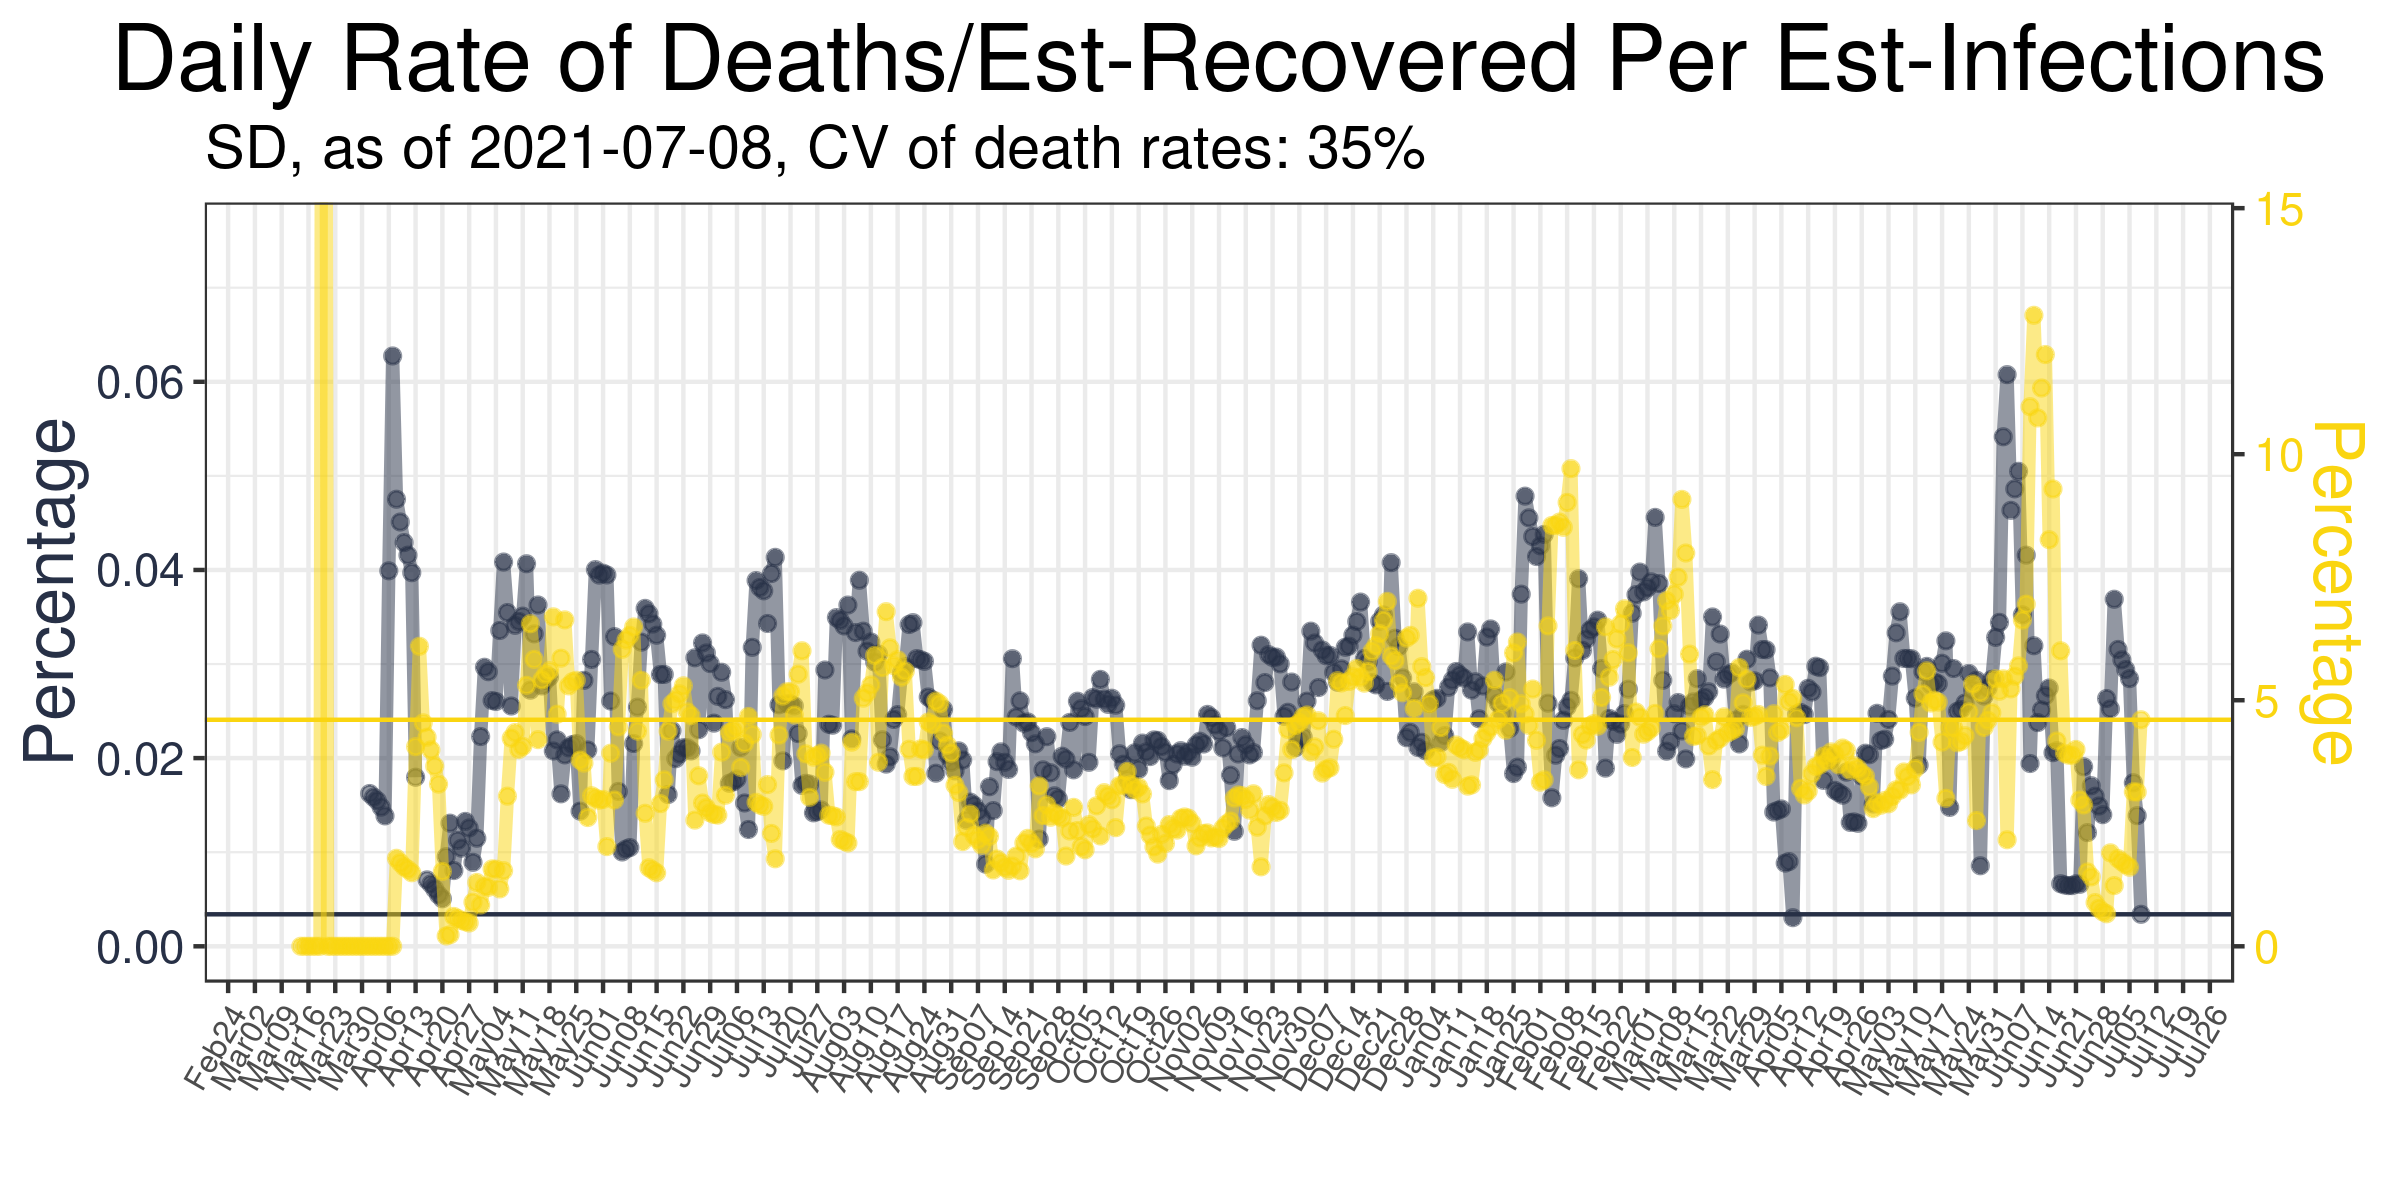 Daily Rate of Deaths/Est-Recovered Per Est-Infections
SD, as of 2021-07-08, CV of death rates: 35%
Percentage
0.06
0.04
0.02
0.00
15
10
5
0
Percentage
Feb24
Mar02
Mar09
Mar16
Mar23
Mar30
Apr06
Apr13
Apr20
Apr27
May04
May11
May18
May25
Jun01
Jun08
Jun15
Jun22
Jun29
Jul06
Jul13
Jul20
Jul27
Aug03
Aug10
Aug17
Aug24
Aug31
Sep07
Sep14
Sep21
Sep28
Oct05
Oct12
Oct19
Oct26
Nov02
Nov09
Nov16
Nov23
Nov30
Dec07
Dec14
Dec21
Dec28
Jan04
Jan11
Jan18
Jan25
Feb01
Feb08
Feb15
Feb22
Mar01
Mar08
Mar15
Mar22
Mar29
Apr05
Apr12
Apr19
Apr26
May03
May10
May17
May24
May31
Jun07
Jun14
Jun21
Jun28
Jul05
Jul12
Jul19
Jul26